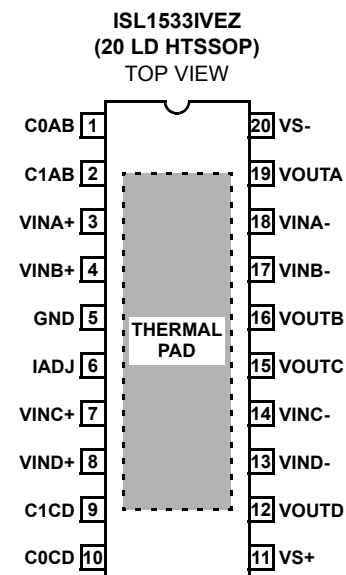 ISL1533IVEZ
(20 LD HTSSOP)
TOP VIEW
C0AB 1
20 VS-
C1AB 2
19 VOUTA
VINA+ 3
18 VINA-
VINB+ 4
17 VINB-
GND 5
16 VOUTB
THERMAL
PAD
IADJ 6
15 VOUTC
VINC+ 7
14 VINC-
VIND+ 8
13 VIND-
C1CD 9
12 VOUTD
C0CD 10
11 VS+